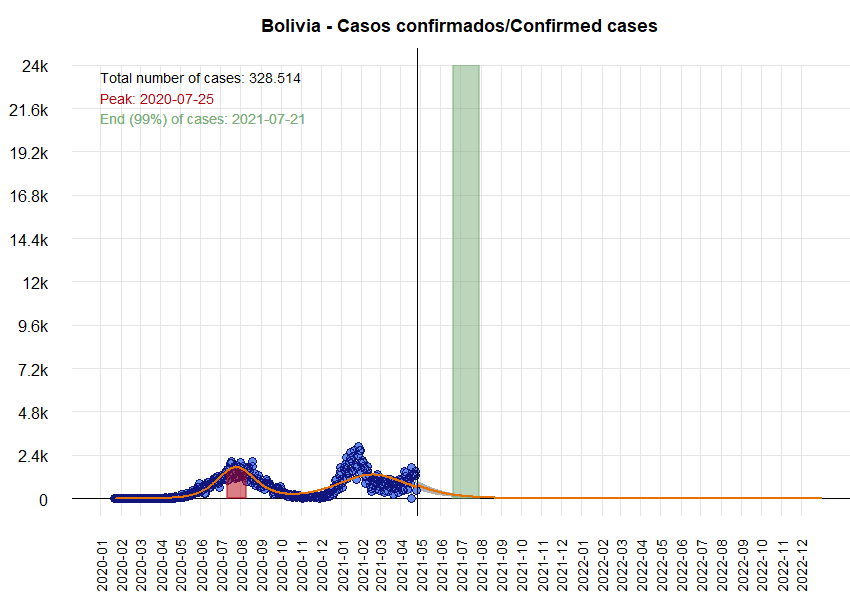 Bolivia - Casos confirmados/Confirmed cases
24k
21.6k
19.2k
16.8k
14.4k
12k
9.6k
7.2k
4.8k
2.4k
0
Total number of cases: 328.514
Peak: 2020-07-25
End (99%) of cases: 2021-07-21
2020-01
2020-02
2020-03
2020-04
2020-05
2020-06
2020-07
2020-08
2020-09
2020-10
2020-11
2020-12
2021-01
2021-02
2021-03
2021-04
2021-05
2021-06
2021-07
2021-08
2021-09
2021-10
2021-11
2021-12
2022-01
2022-02
2022-03
2022-04
2022-05
2022-06
2022-07
2022-08
2022-09
2022-10
2022-11
2022-12